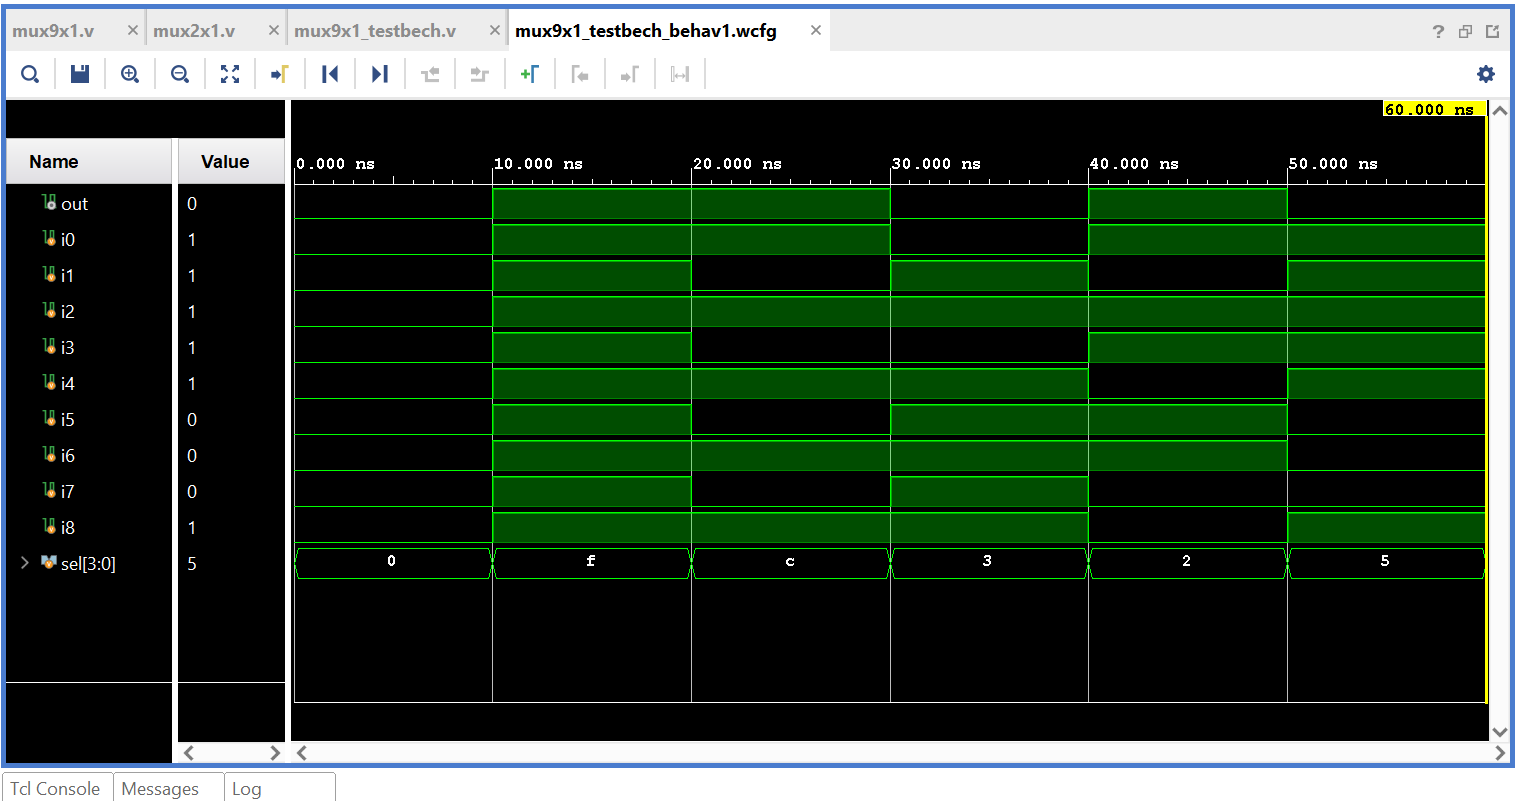 mux9x1.v mux2x1.v mux9x1_testbech.v mux9x1_testbech_behav1.wcfg
60.000 ns
Name Value
0.000 ns 10.000 ns 20.000 ns 30.000 ns 40.000 ns 50.000 ns
out 0
i0 1
i1 1
i2 1
i3 1
i4 1
i5 0
i6 0
i7 0
i8 1
sel[3:0] 5 0 f c 3 2 5
Tcl Console Messages Log